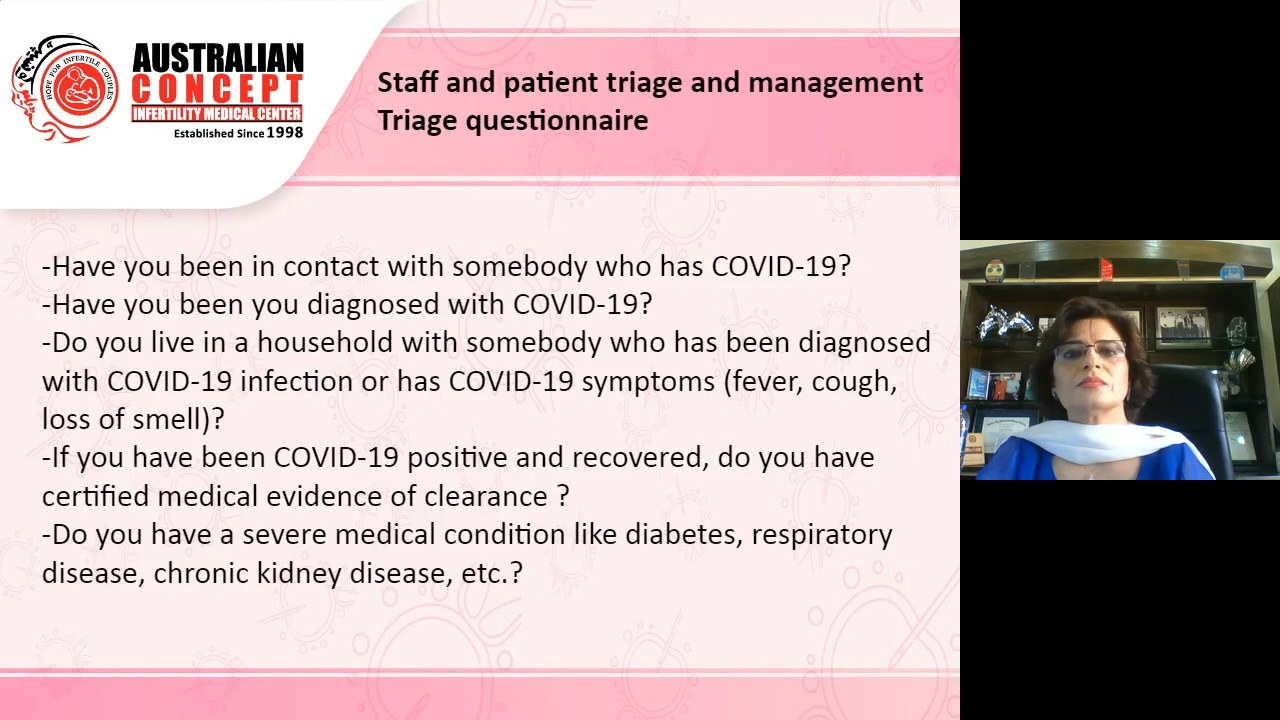 HOPE FOR INFERTILE COUPLES
AUSTRALIAN
CONCEPT
INFERTILITY MEDICAL CENTER
Established Since 1998
Staff and patient triage and management
Triage questionnaire
-Have you been in contact with somebody who has COVID-19?
-Have you been you diagnosed with COVID-19?
-Do you live in a household with somebody who has been diagnosed
with COVID-19 infection or has COVID-19 symptoms (fever, cough,
loss of smell)?
-If you have been COVID-19 positive and recovered, do you have
certified medical evidence of clearance ?
-Do you have a severe medical condition like diabetes, respiratory
disease, chronic kidney disease, etc.?